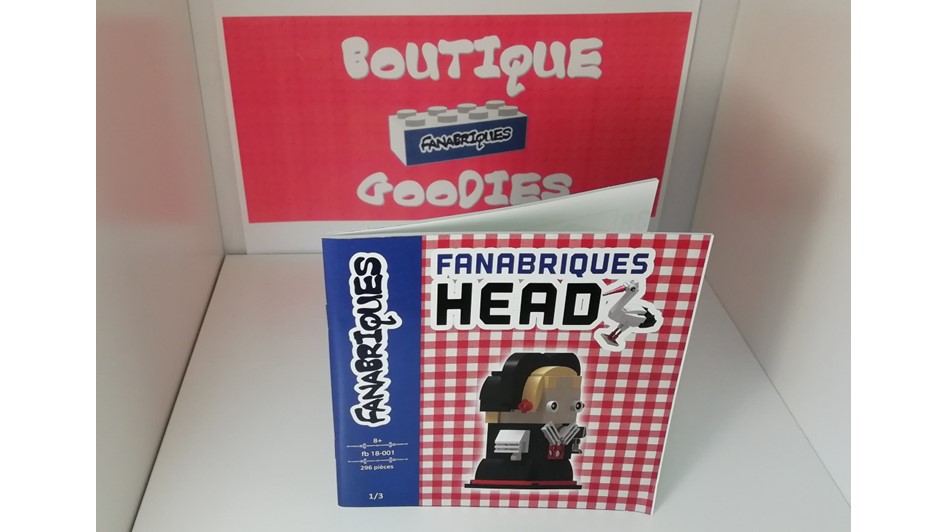 BOUTIQUE
FANABRIQUES
GOODIES
FANABRIQUES
8+
fb 18-001
296 pièces
1/3
FANABRIQUES
HEAD